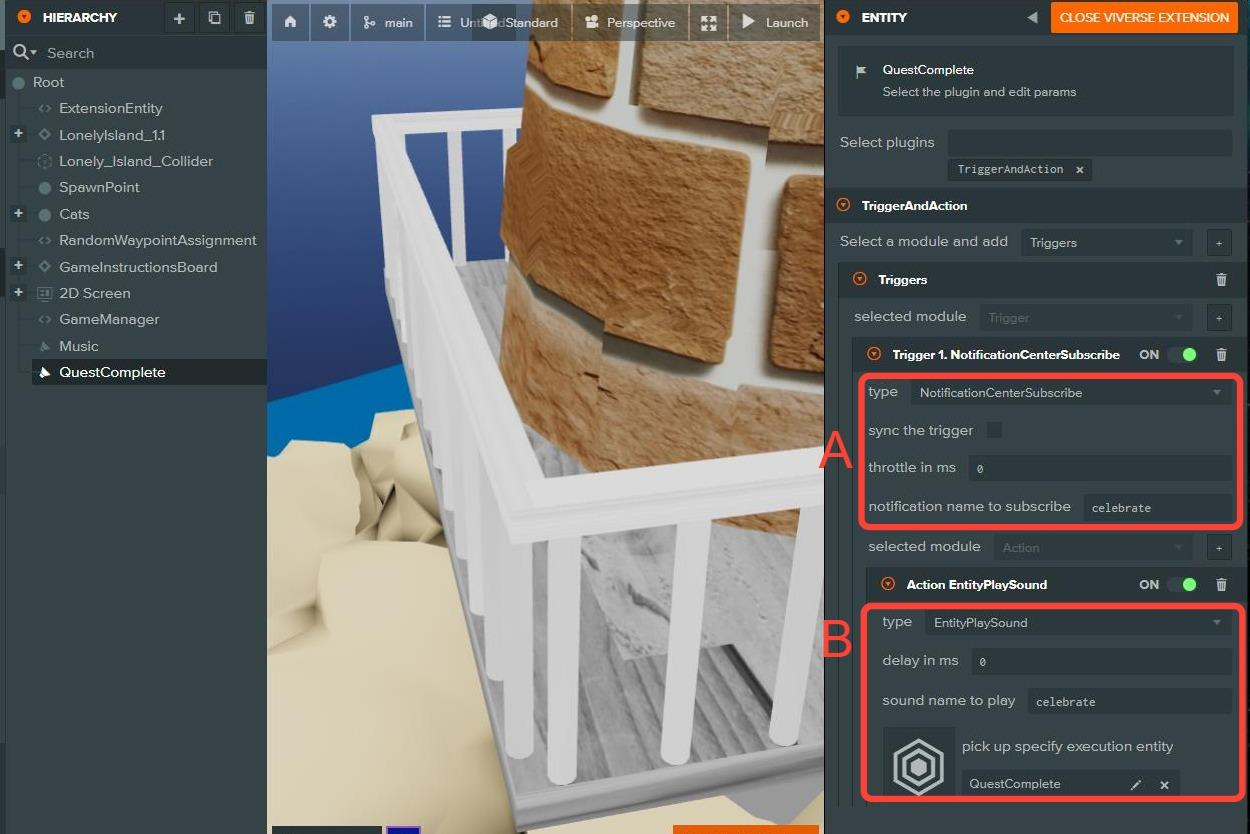 HIERARCHY
Search
Root
ExtensionEntity
LonelyIsland_1.1
Lonely_Island_Collider
SpawnPoint
Cats
RandomWaypointAssignment
GameInstructionsBoard
2D Screen
GameManager
Music
QuestComplete
main
Standard
Perspective
Launch
ENTITY
CLOSE VIVERSE EXTENSION
QuestComplete
Select the plugin and edit params
Select plugins
TriggerAndAction
TriggerAndAction
Select a module and add
Triggers
Triggers
selected module
Trigger
Trigger 1. NotificationCenterSubscribe
ON
A
type
NotificationCenterSubscribe
sync the trigger
throttle in ms
0
notification name to subscribe
celebrate
selected module
Action
Action EntityPlaySound
ON
B
type
EntityPlaySound
delay in ms
0
sound name to play
celebrate
pick up specify execution entity
QuestComplete